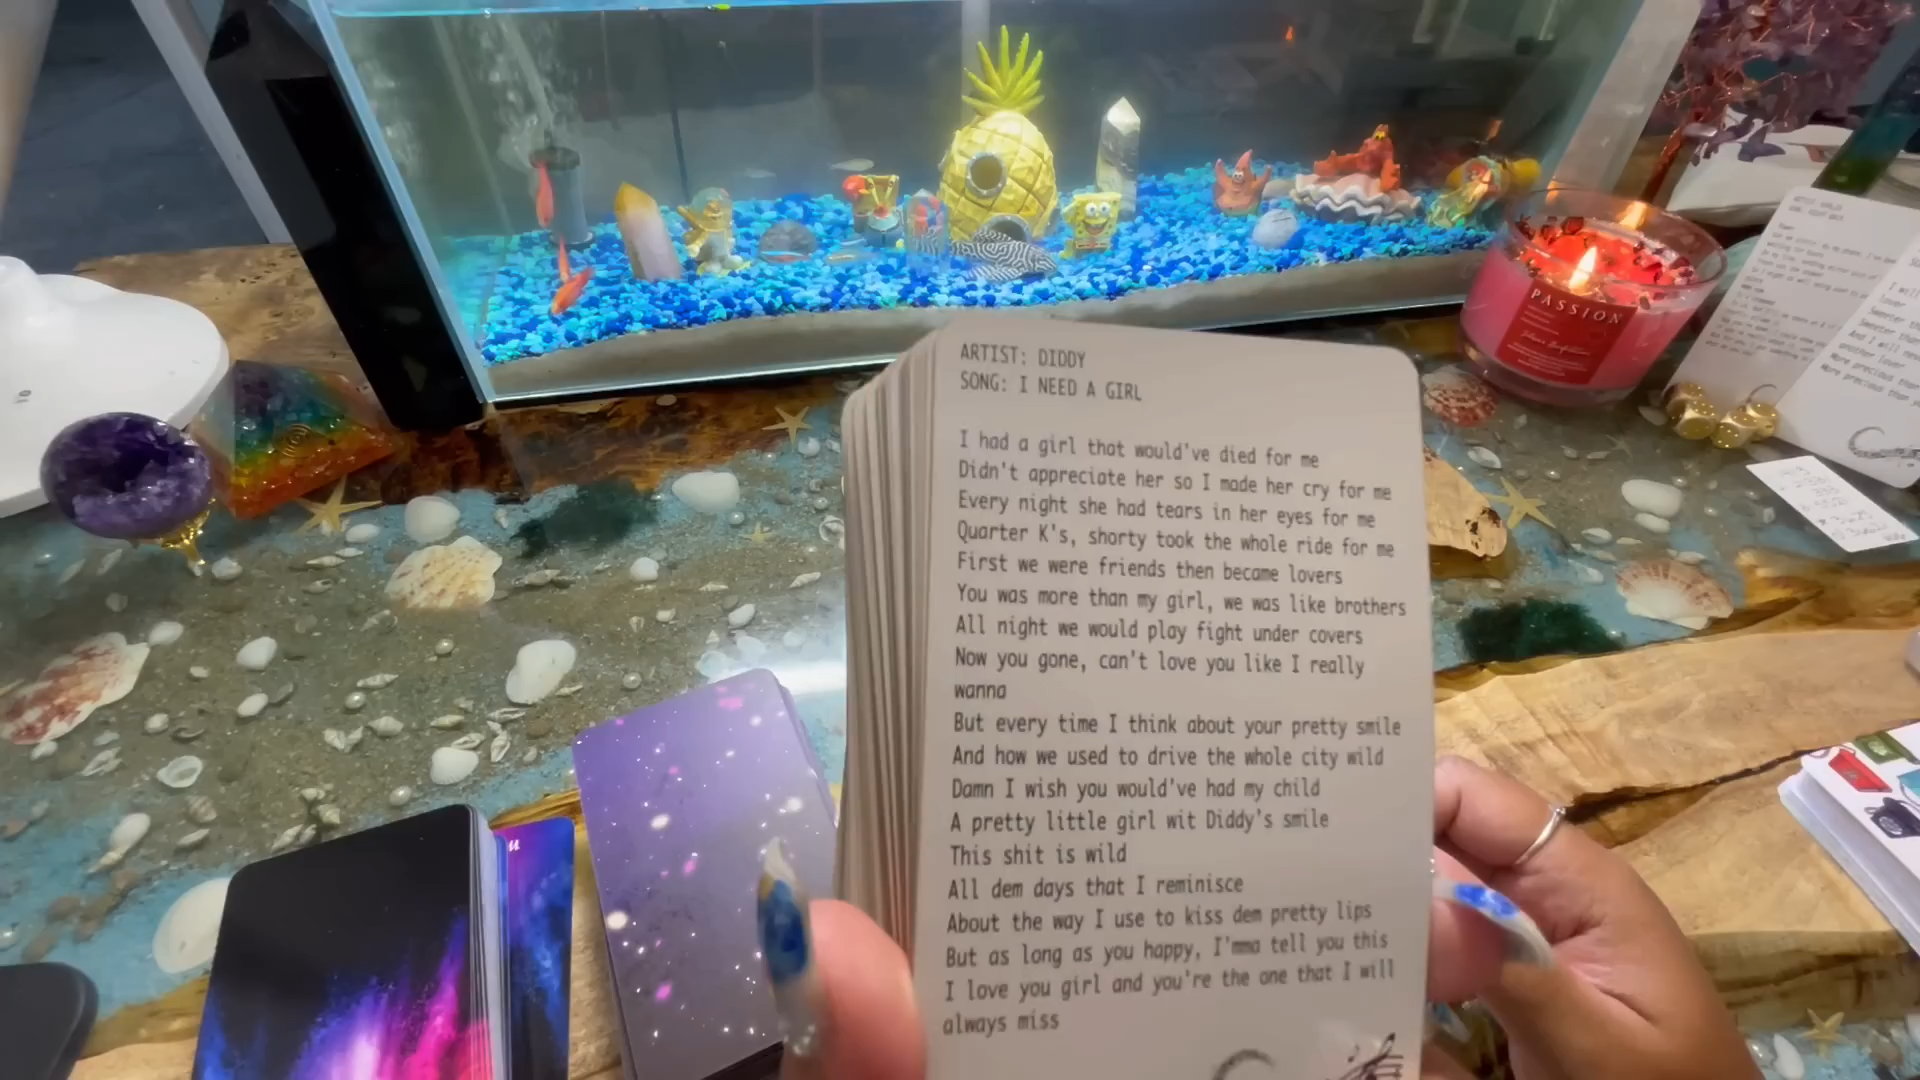 ARTIST: DIDDY
SONG: I NEED A GIRL
I had a girl that would've died for me
Didn't appreciate her so I made her cry for me
Every night she had tears in her eyes for me
Quarter K's, shorty took the whole ride for me
First we were friends then became lovers
You was more than my girl, we was like brothers
All night we would play fight under covers
Now you gone, can't love you like I really
wanna
But every time I think about your pretty smile
And how we used to drive the whole city wild
Damn I wish you would've had my child
A pretty little girl wit Diddy's smile
This shit is wild
All dem days that I reminisce
About the way I use to kiss dem pretty lips
But as long as you happy, I'mma tell you this
I love you girl and you're the one that I will
always miss
PASSION